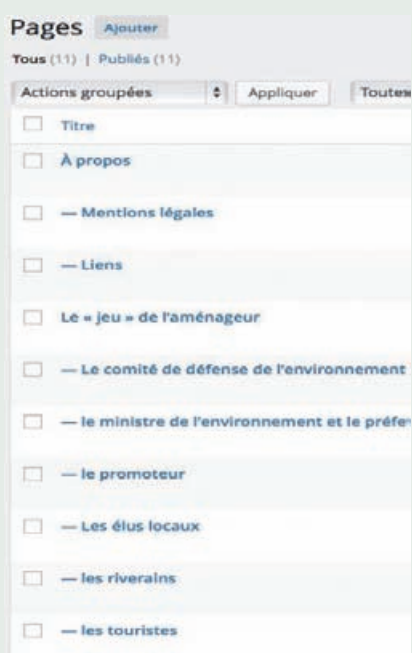 Pages Ajouter
Tous (11) | Publiés (11)
Actions groupées Appliquer
Titre
À propos
— Mentions légales
— Liens
Le « jeu » de l'aménageur
— Le comité de défense de l'environnement
— le ministre de l'environnement et le
— le promoteur
— Les élus locaux
— les riverains
— les touristes